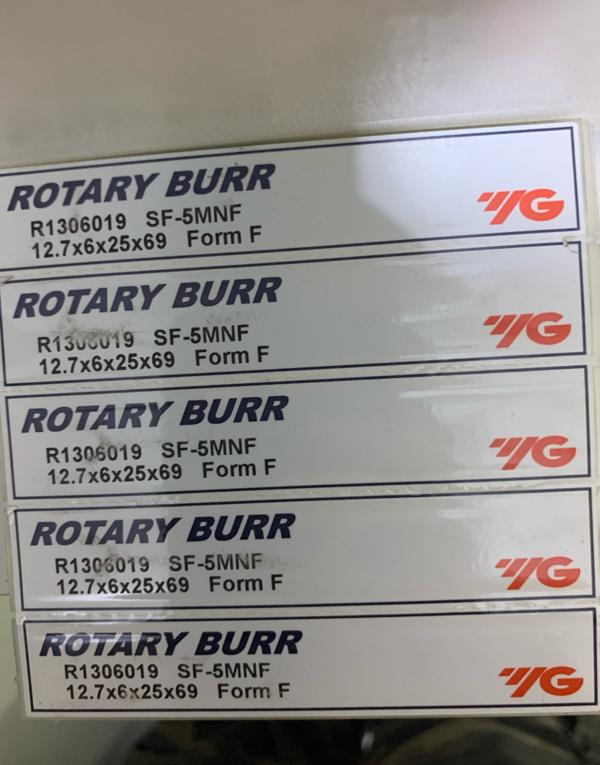 ROTARY BURR
R1306019 SF-5MNF
12.7x6x25x69 Form F
YG
ROTARY BURR
R1306019 SF-5MNF
12.7x6x25x69 Form F
YG
ROTARY BURR
R1306019 SF-5MNF
12.7x6x25x69 Form F
YG
ROTARY BURR
R1306019 SF-5MNF
12.7x6x25x69 Form F
YG
ROTARY BURR
R1306019 SF-5MNF
12.7x6x25x69 Form F
YG